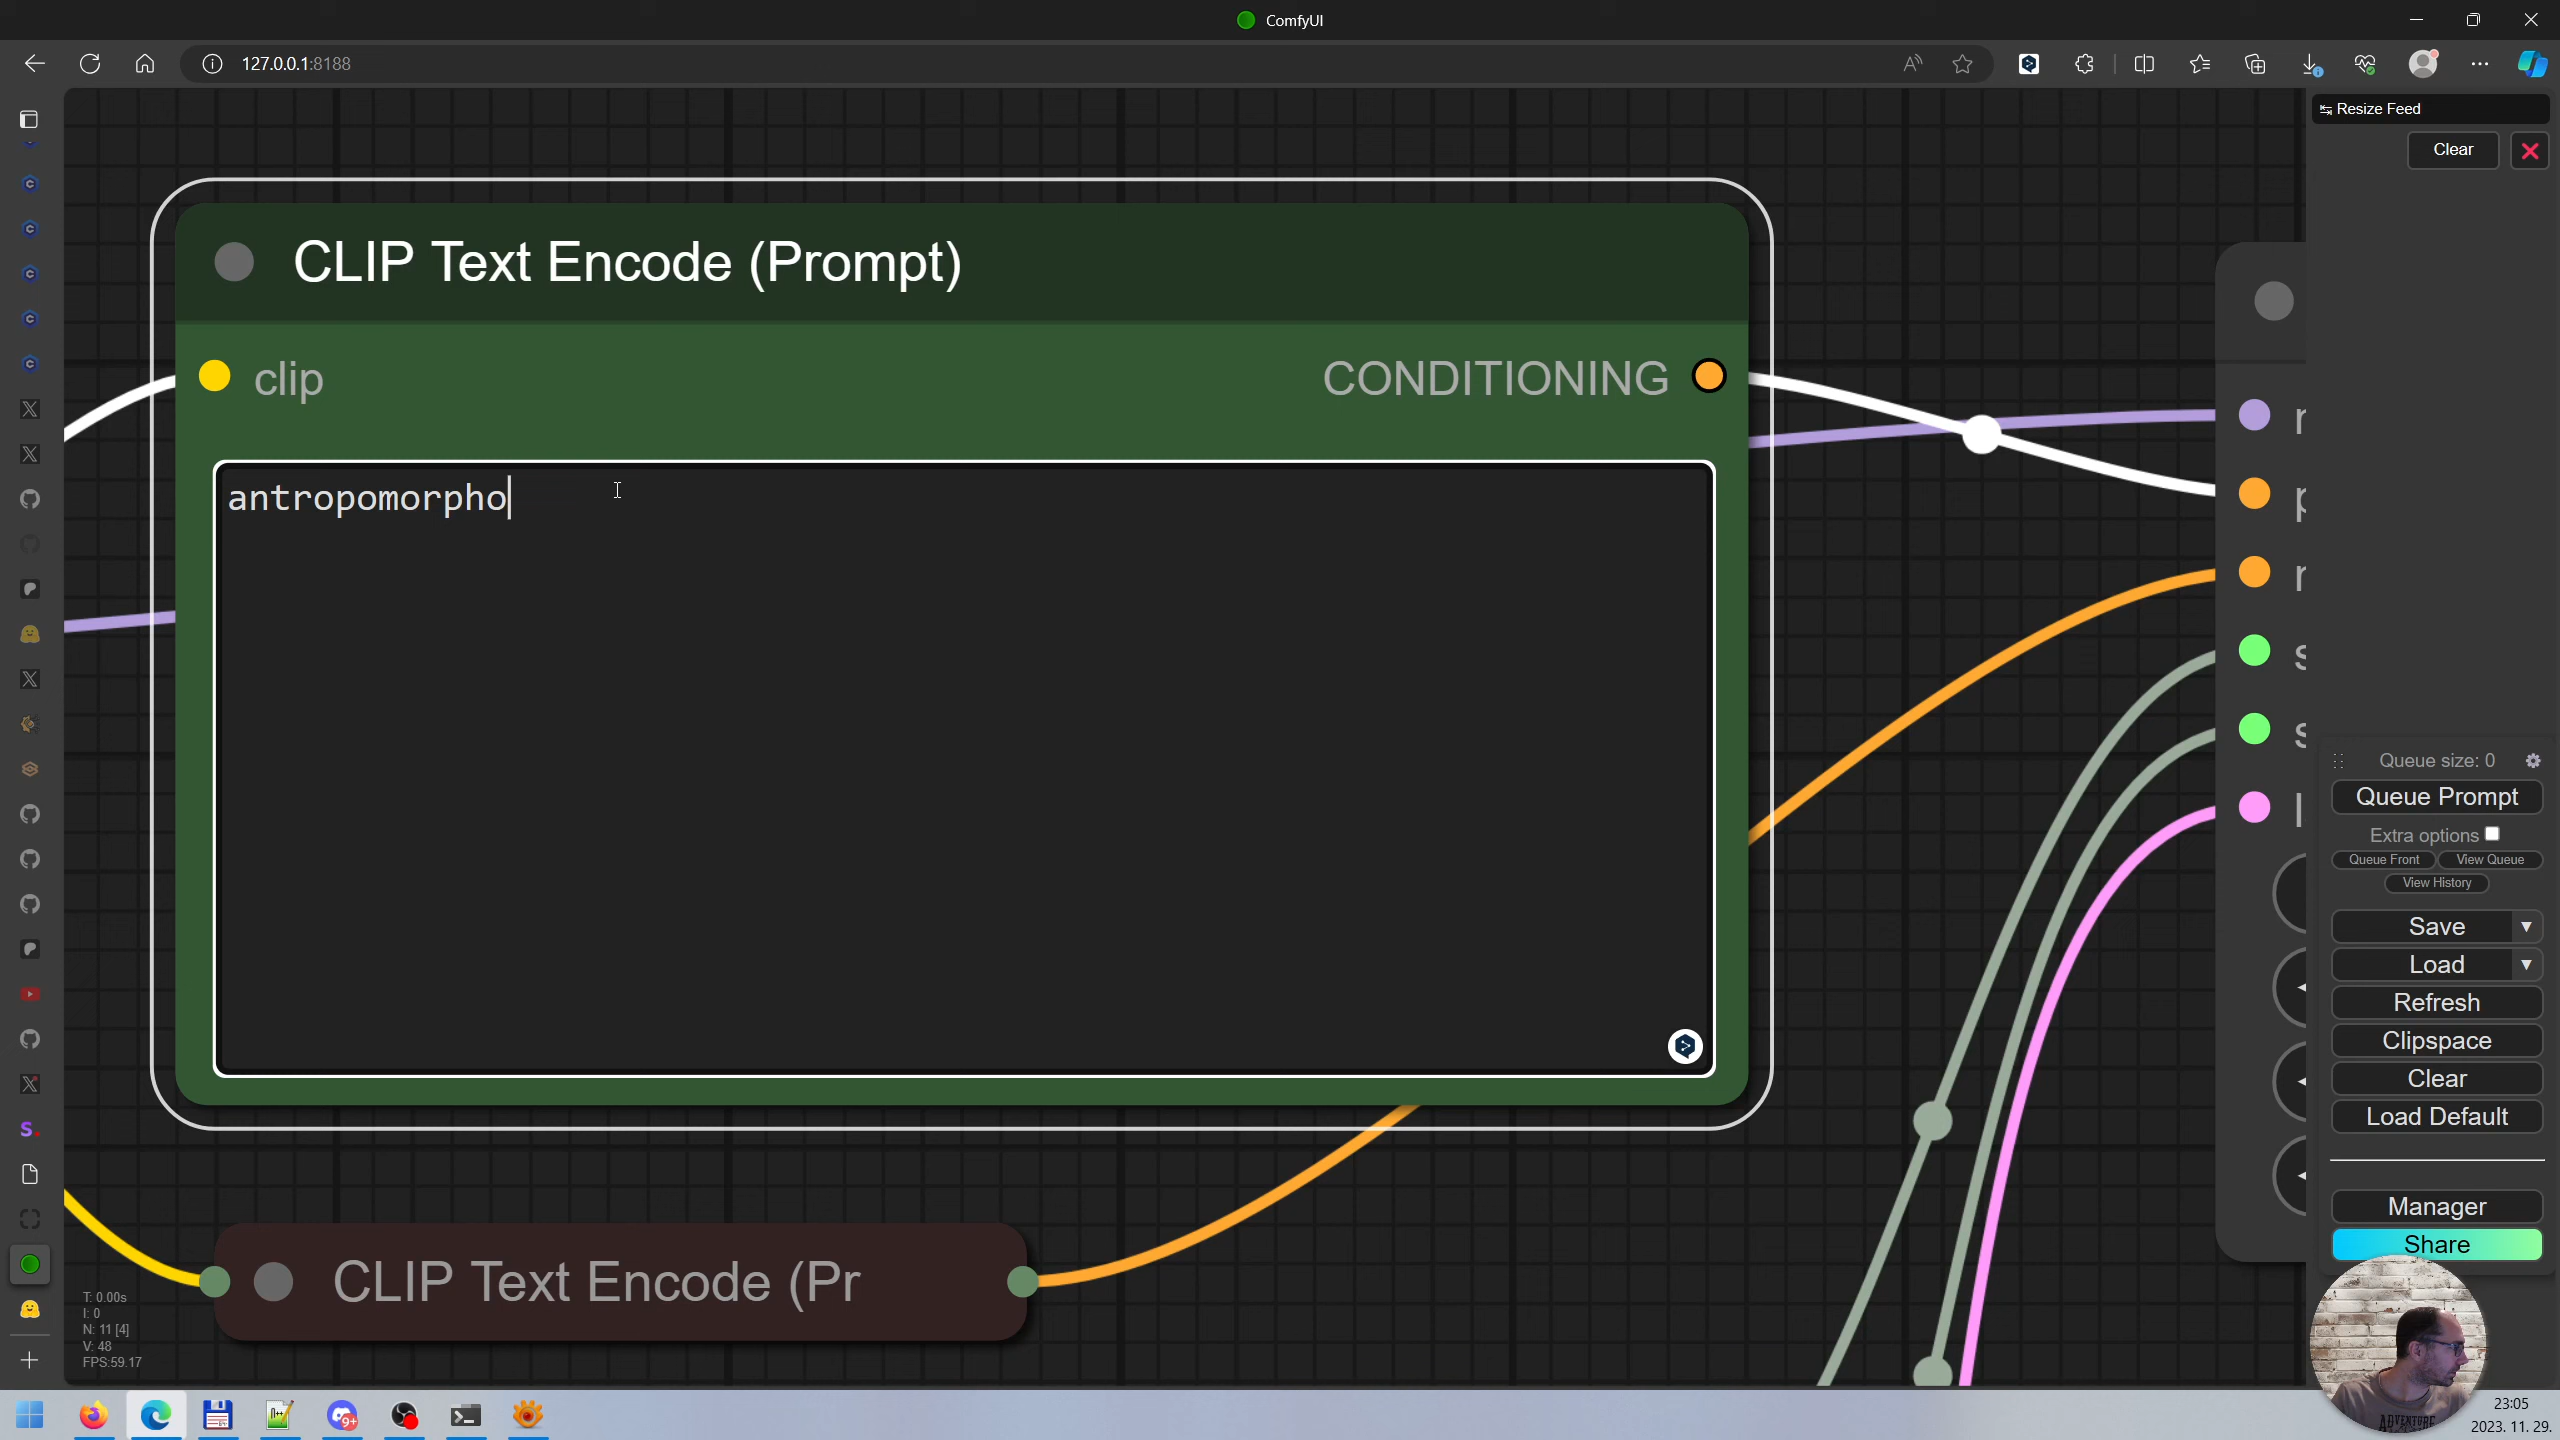 ComfyUI
127.0.0.1:8188
Resize Feed
Clear
CLIP Text Encode (Prompt)
clip
CONDITIONING
antropomorpho
Queue size: 0
Queue Prompt
Extra options
Queue Front
View Queue
View History
Save
Load
Refresh
Clipspace
Clear
Load Default
Manager
Share
CLIP Text Encode (Pr
T: 0.00s
I: 0
N: 11 [4]
V: 48
FPS:59.17
ADVENTURE
9+
23:05
2023. 11. 29.